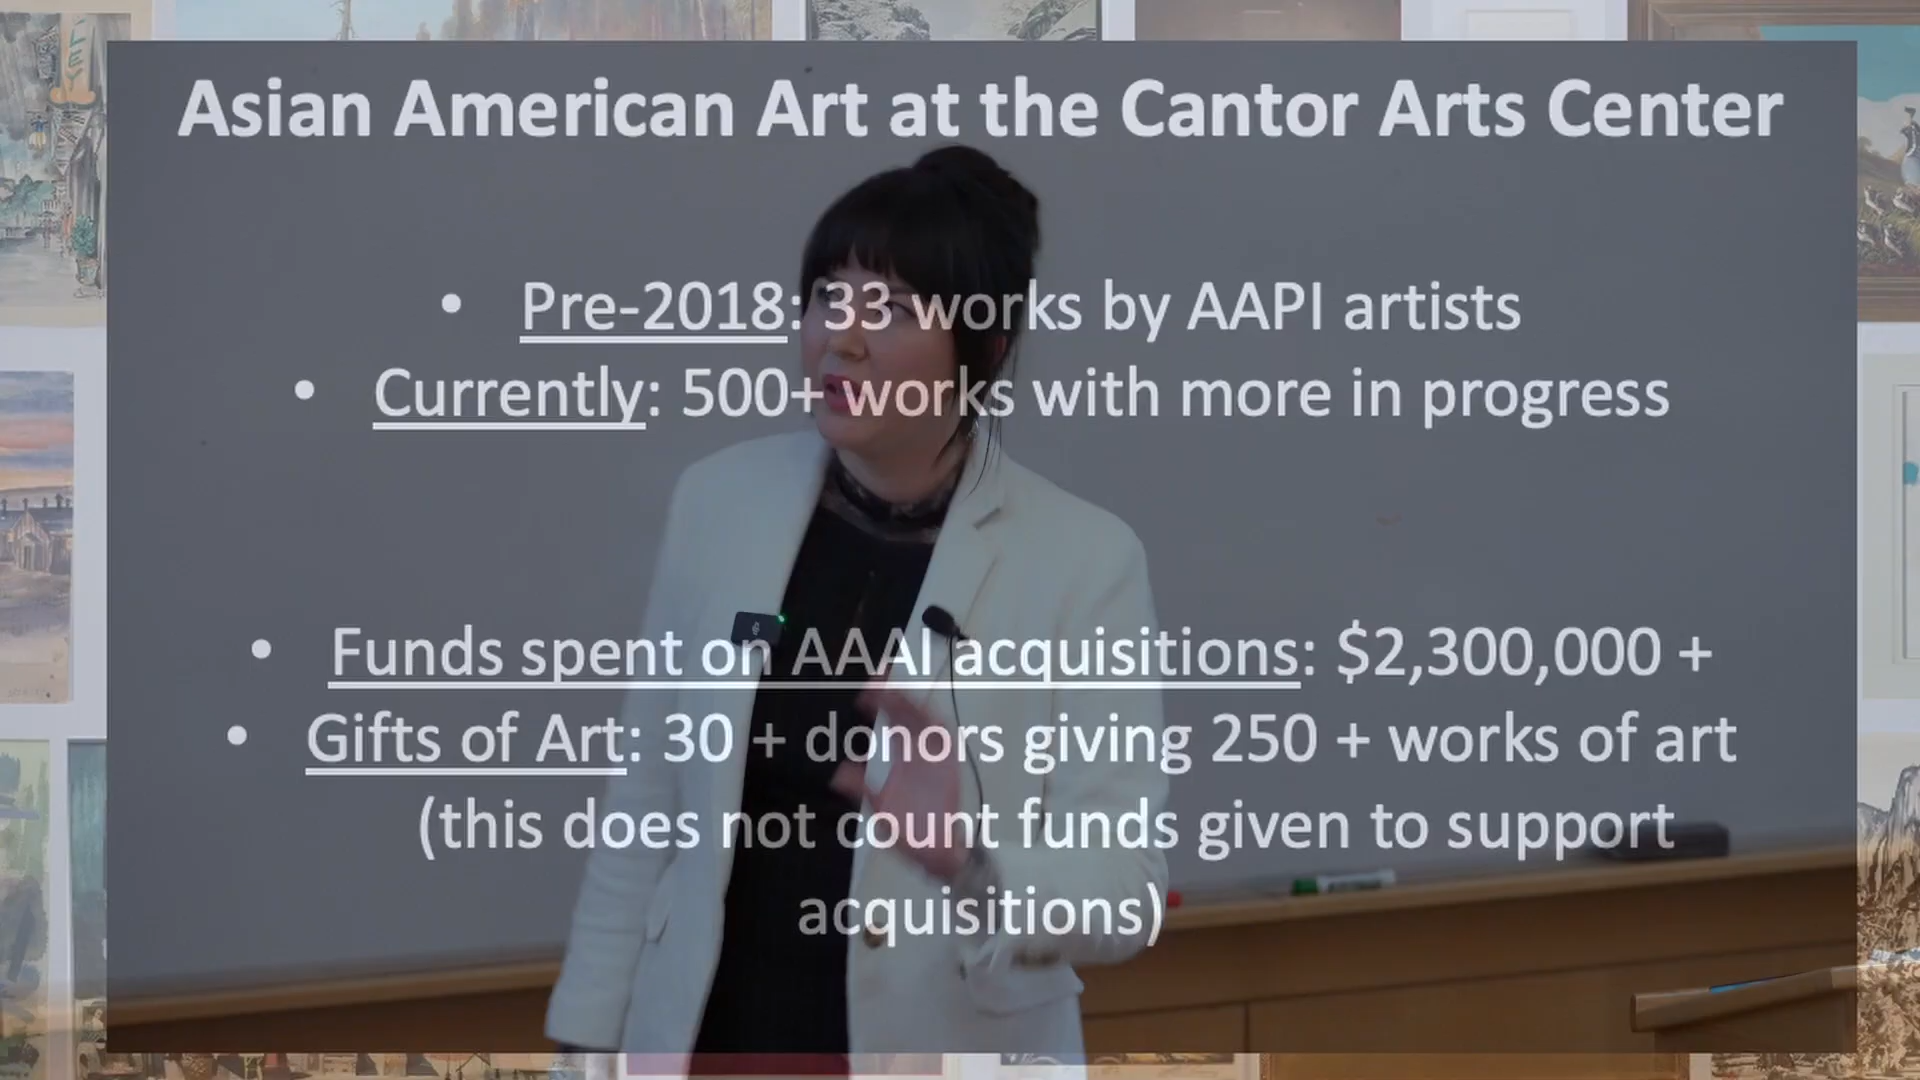 Asian American Art at the Cantor Arts Center
• Pre-2018: 33 works by AAPI artists
• Currently: 500+ works with more in progress
• Funds spent on AAAI acquisitions: $2,300,000 +
• Gifts of Art: 30 + donors giving 250 + works of art
(this does not count funds given to support
acquisitions)